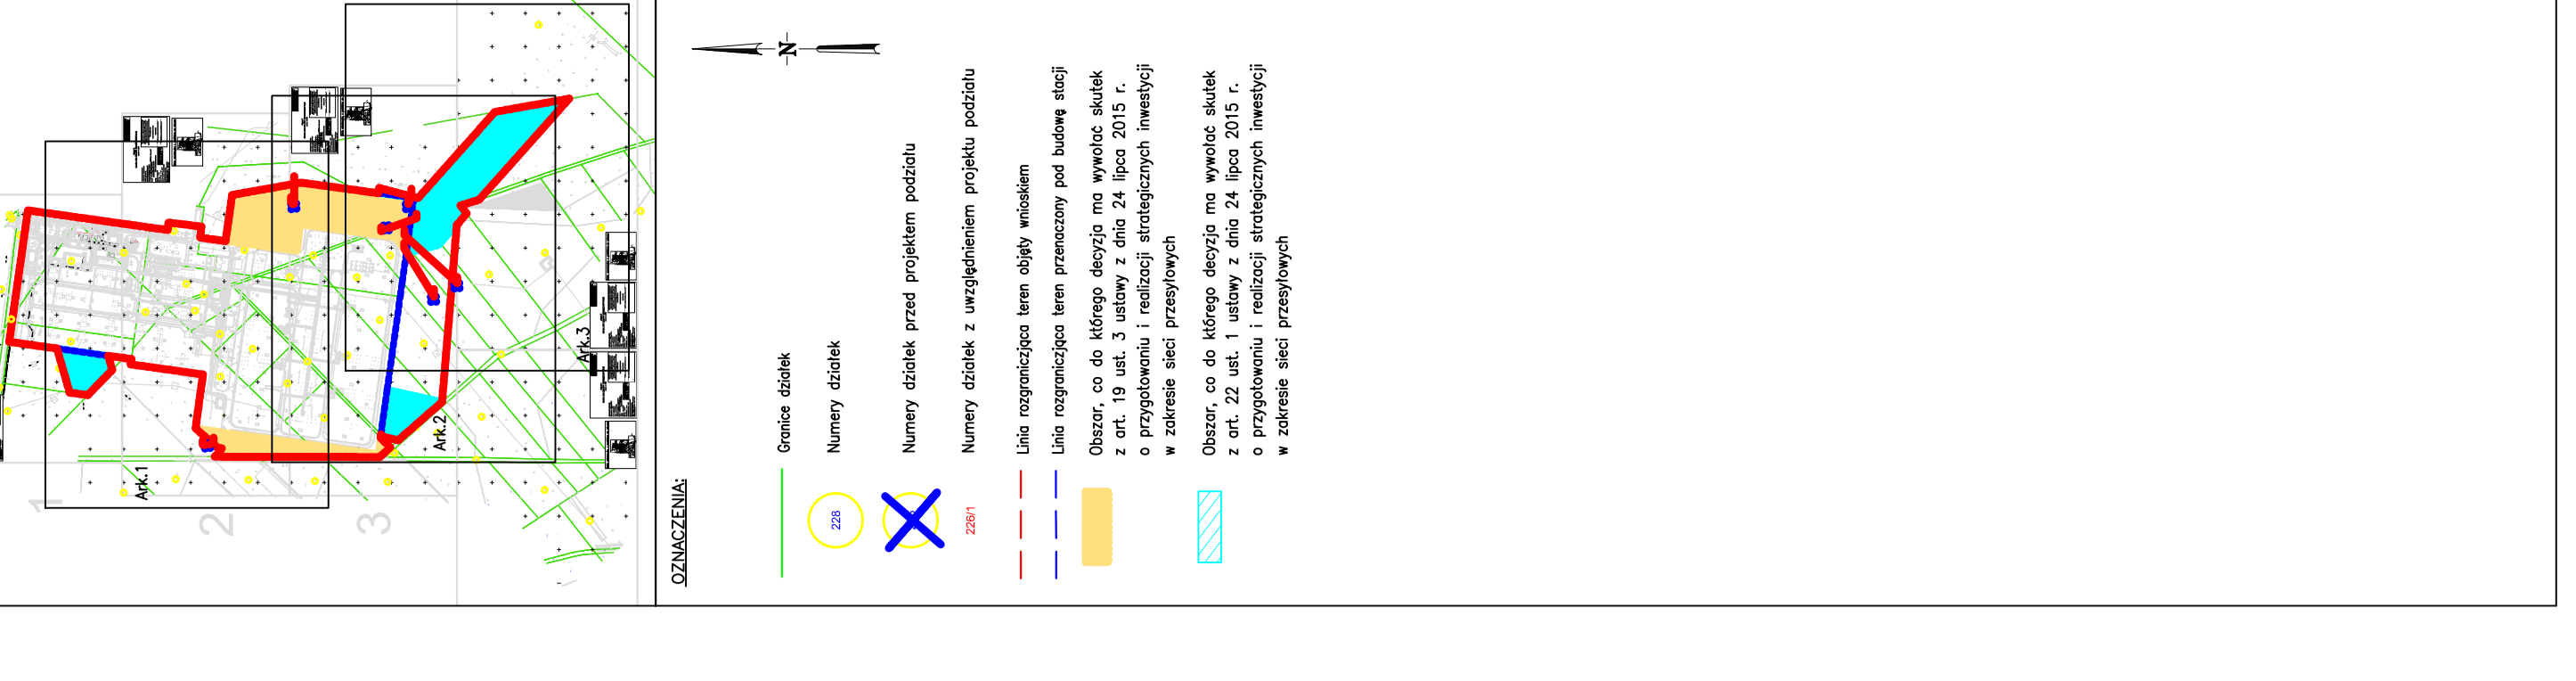 1
2
3
Ark.1
Ark.2
Ark.3
N
OZNACZENIA:
Granice działek
228
Numery działek
Numery działek przed projektem podziału
226/1
Numery działek z uwzględnieniem projektu podziału
Linia rozgraniczjąca teren objęty wnioskiem
Linia rozgraniczjąca teren przenaczony pod budowę stacji
Obszar, co do którego decyzja ma wywołać skutek
z art. 19 ust. 3 ustawy z dnia 24 lipca 2015 r.
o przygotowaniu i realizacji strategicznych inwestycji
w zakresie sieci przesyłowych
Obszar, co do którego decyzja ma wywołać skutek
z art. 22 ust. 1 ustawy z dnia 24 lipca 2015 r.
o przygotowaniu i realizacji strategicznych inwestycji
w zakresie sieci przesyłowych